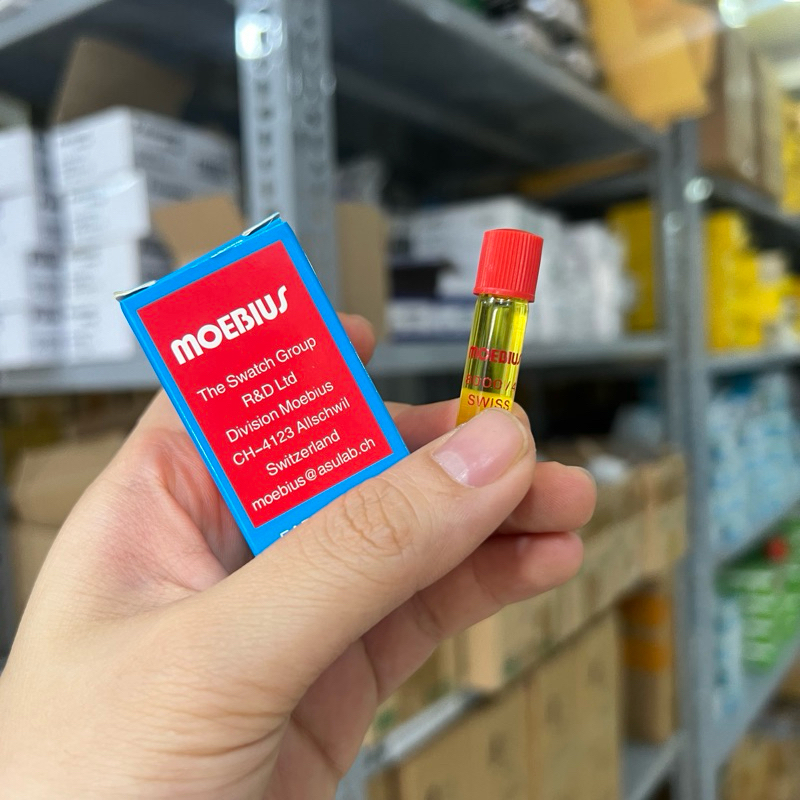 MOEBIUS
The Swatch Group
R&D Ltd
Division Moebius
CH-4123 Allschwil
Switzerland
moebius@asulab.ch
MOEBIUS
SWISS